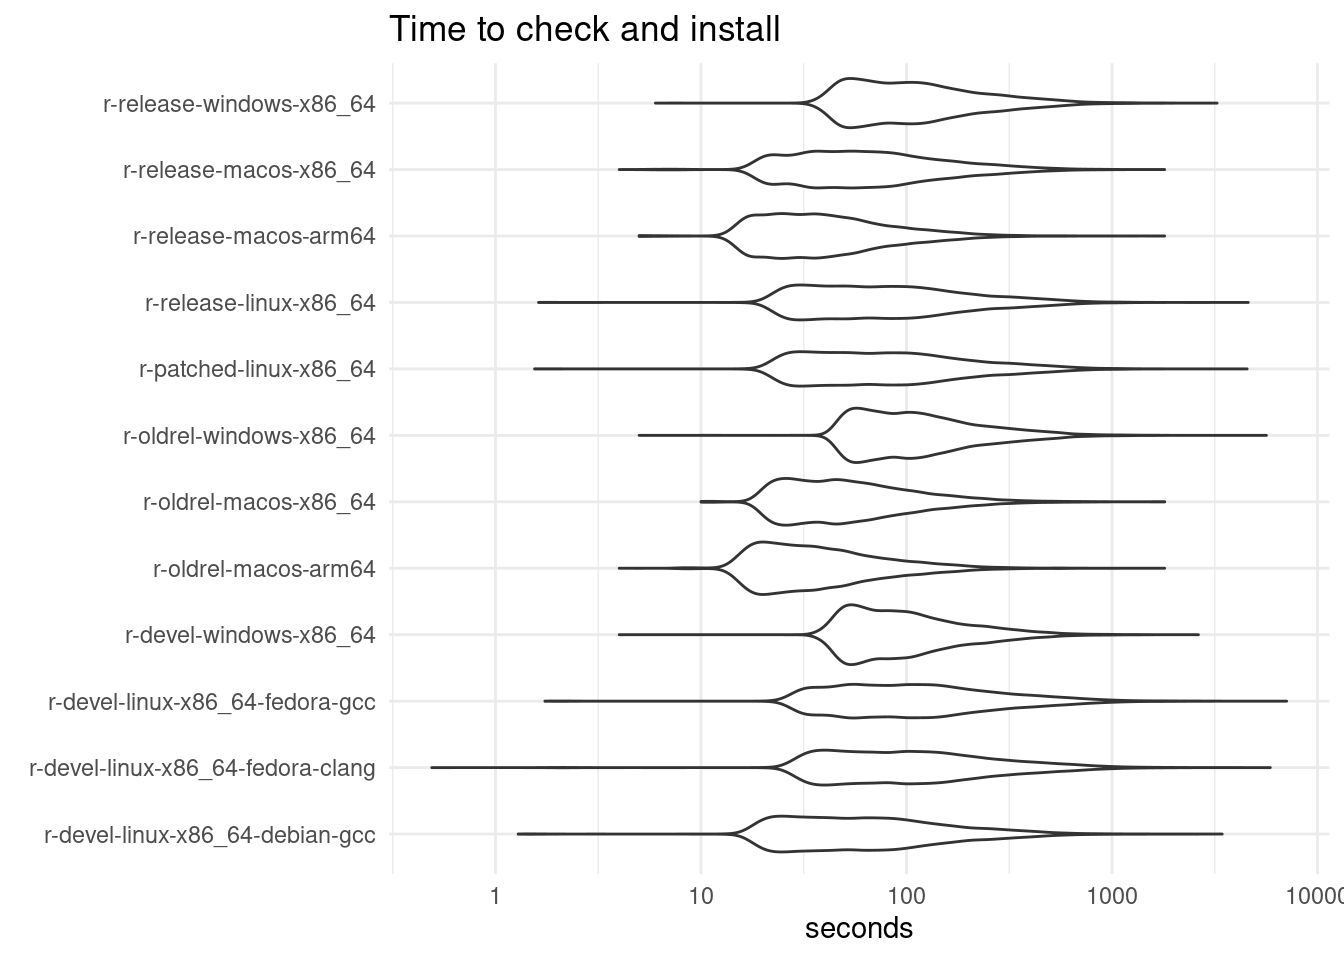 Time to check and install
r-release-windows-x86_64
r-release-macos-x86_64
r-release-macos-arm64
r-release-linux-x86_64
r-patched-linux-x86_64
r-oldrel-windows-x86_64
r-oldrel-macos-x86_64
r-oldrel-macos-arm64
r-devel-windows-x86_64
r-devel-linux-x86_64-fedora-gcc
r-devel-linux-x86_64-fedora-clang
r-devel-linux-x86_64-debian-gcc
1 10 100 1000 10000
seconds